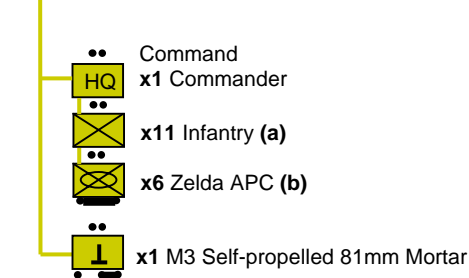 Command
HQ x1 Commander
x11 Infantry (a)
x6 Zelda APC (b)
x1 M3 Self-propelled 81mm Mortar